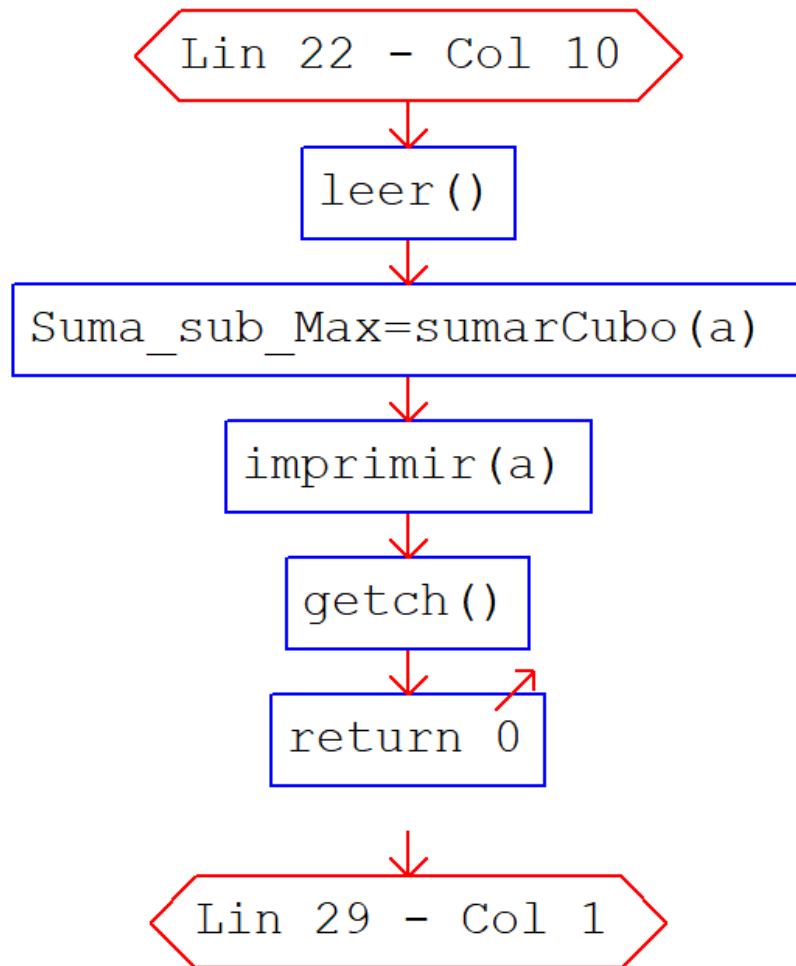 Lin 22 - Col 10
leer()
Suma_sub_Max=sumarCubo(a)
imprimir(a)
getch()
return 0
Lin 29 - Col 1